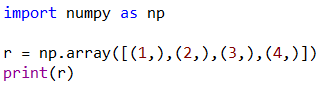 import numpy as np
r = np.array([(1,),(2,),(3,),(4,)])
print(r)